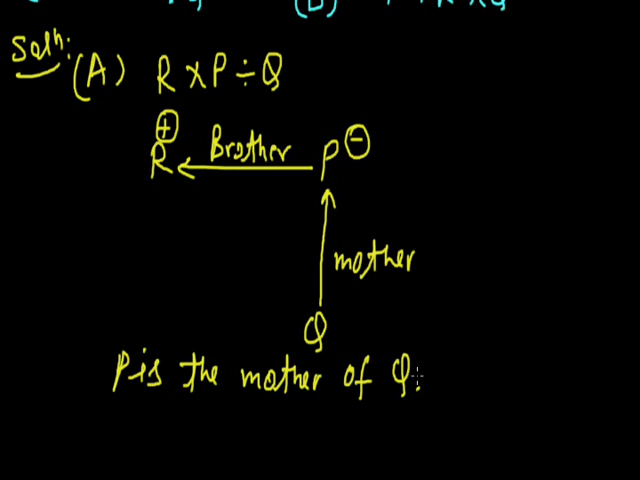 Soln:
(A) R × P ÷ Q
+ Brother −
R P
mother
Q
P is the mother of Q.